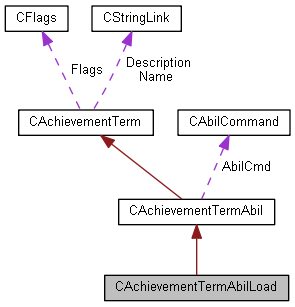 CFlags
CStringLink
Flags
Description
Name
CAchievementTerm
CAbilCommand
AbilCmd
CAchievementTermAbil
CAchievementTermAbilLoad